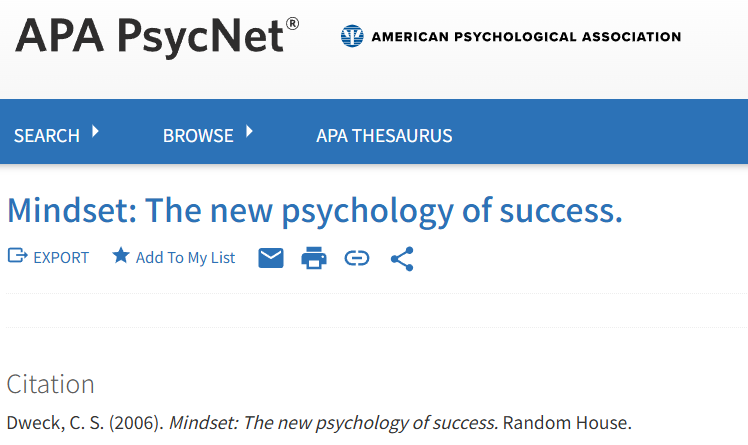 APA PsycNet® AMERICAN PSYCHOLOGICAL ASSOCIATION
SEARCH BROWSE APA THESAURUS
Mindset: The new psychology of success.
EXPORT Add To My List
Citation
Dweck, C. S. (2006). Mindset: The new psychology of success. Random House.